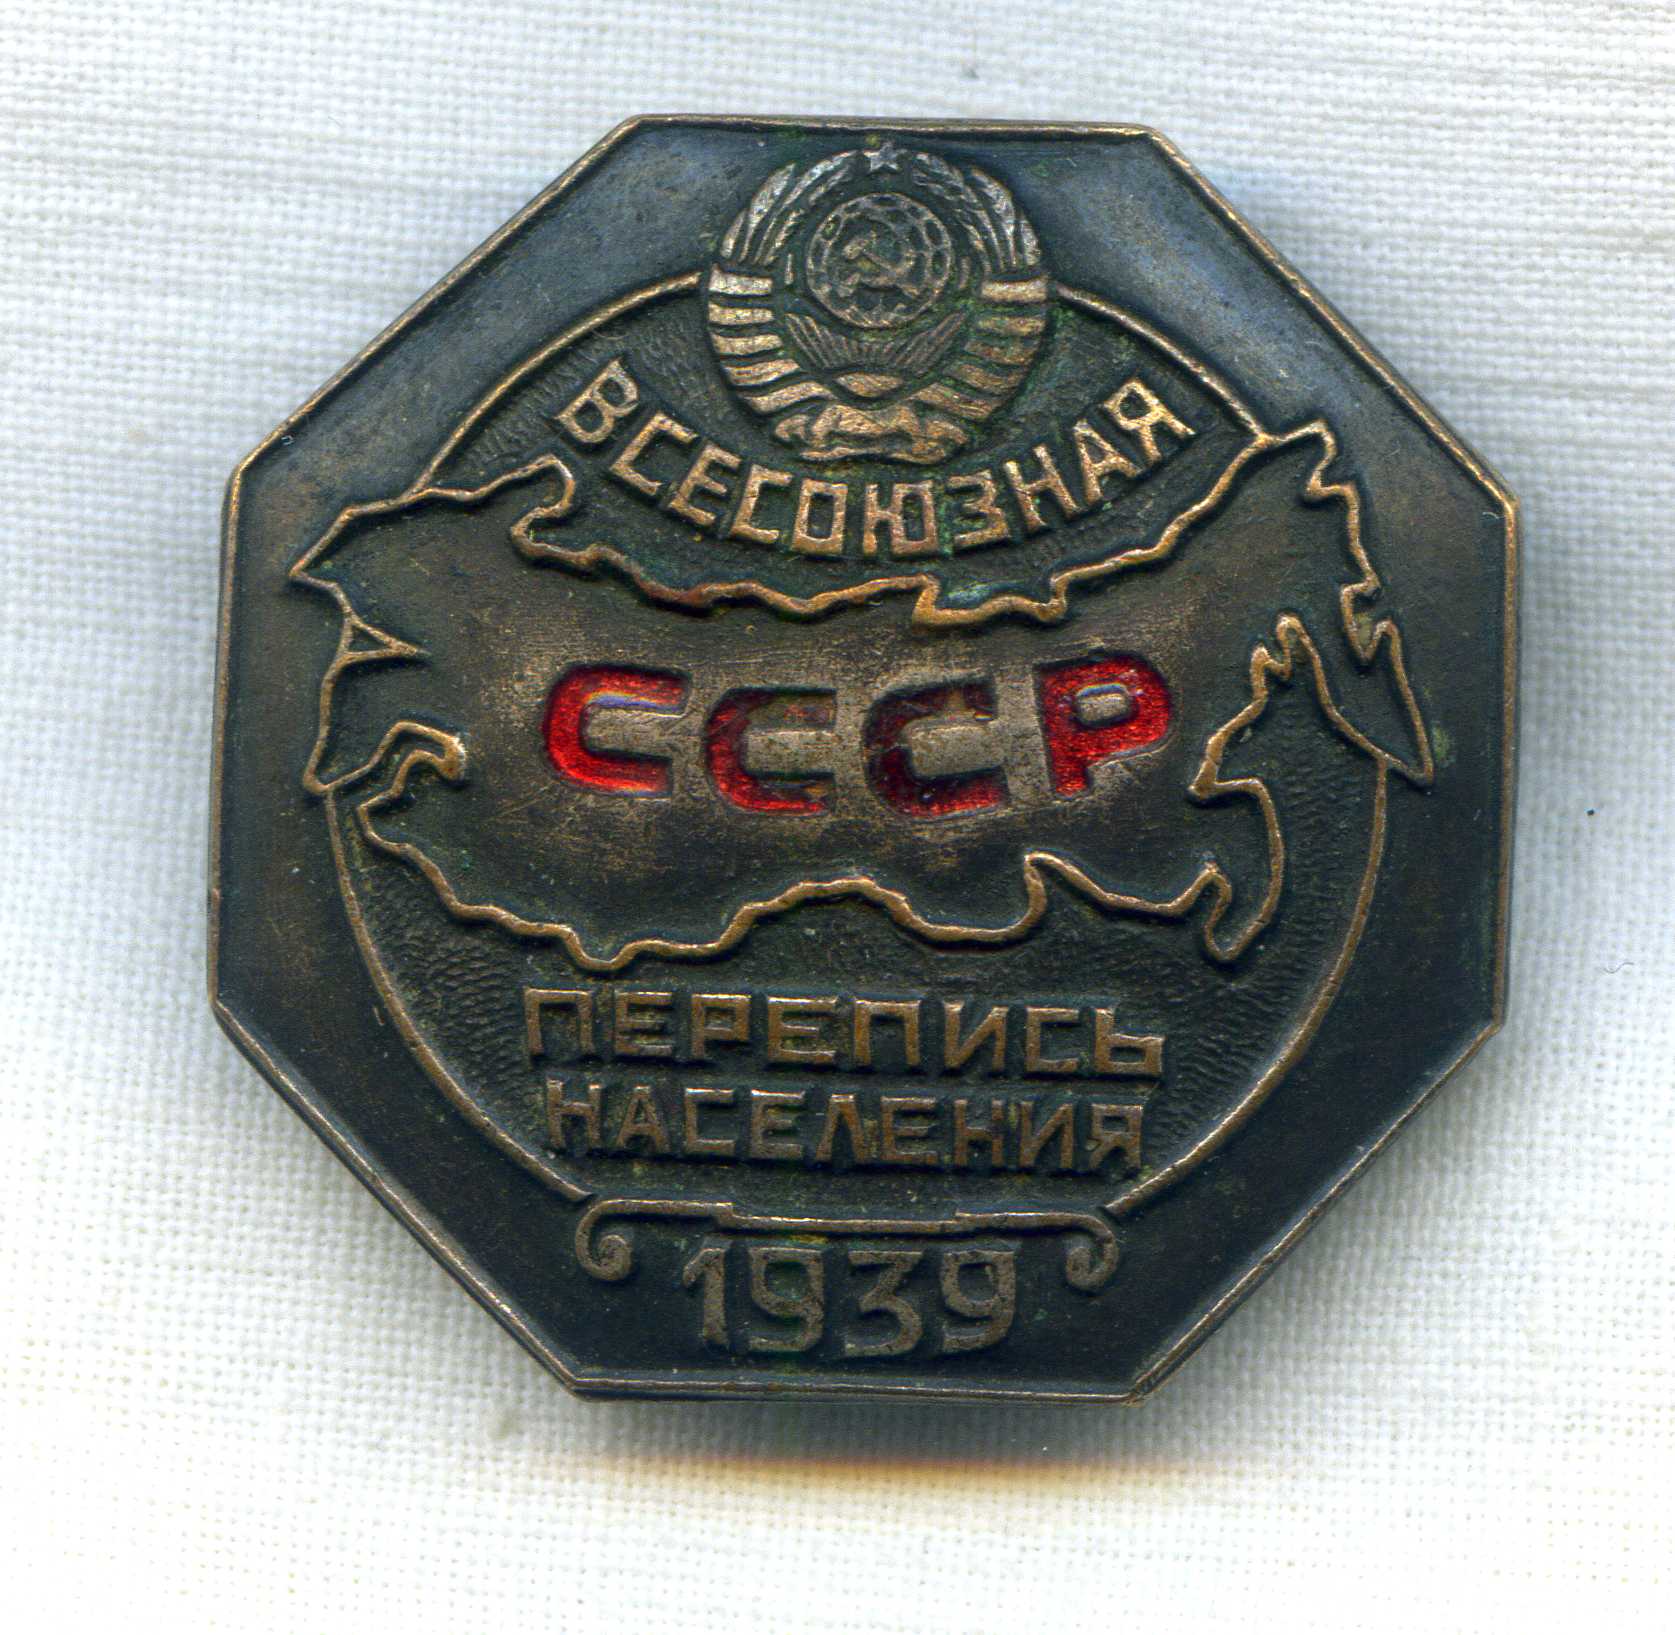 ВСЕСОЮЗНАЯ
СССР
ПЕРЕПИСЬ
НАСЕЛЕНИЯ
1939